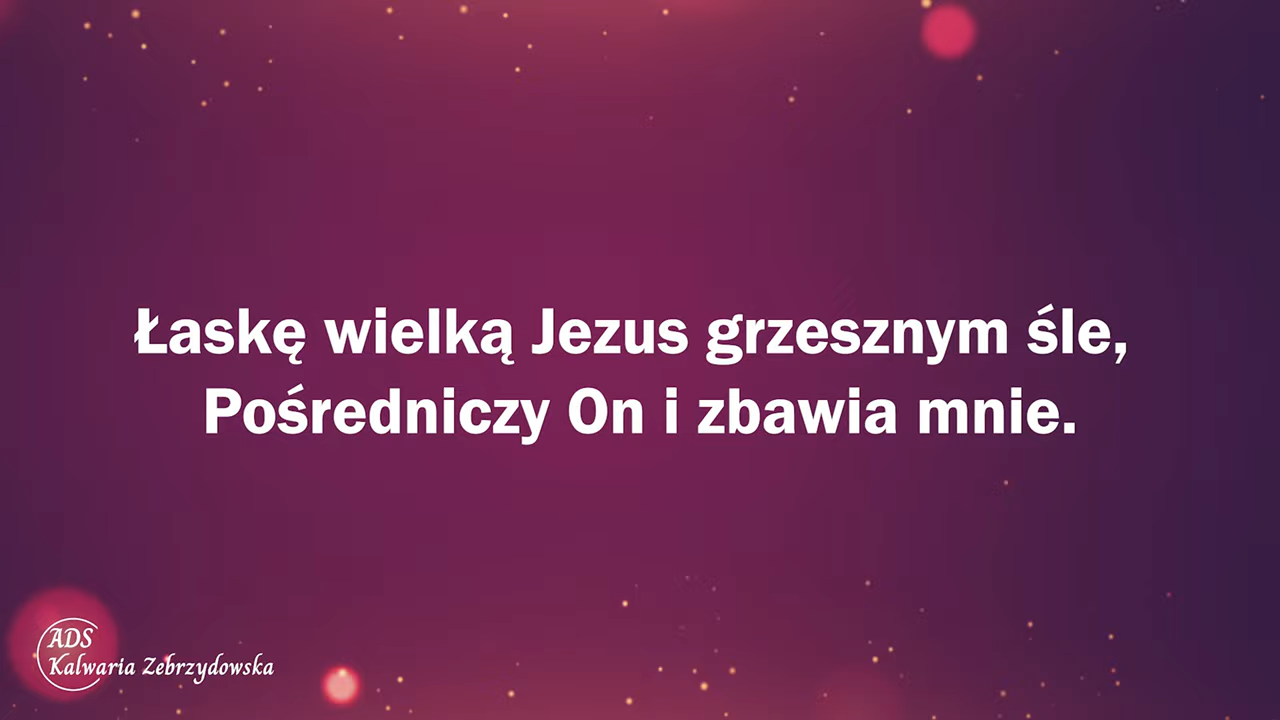 Łaskę wielką Jezus grzesznym śle,
Pośredniczy On i zbawia mnie.
ADS
Kalwaria Zebrzydowska